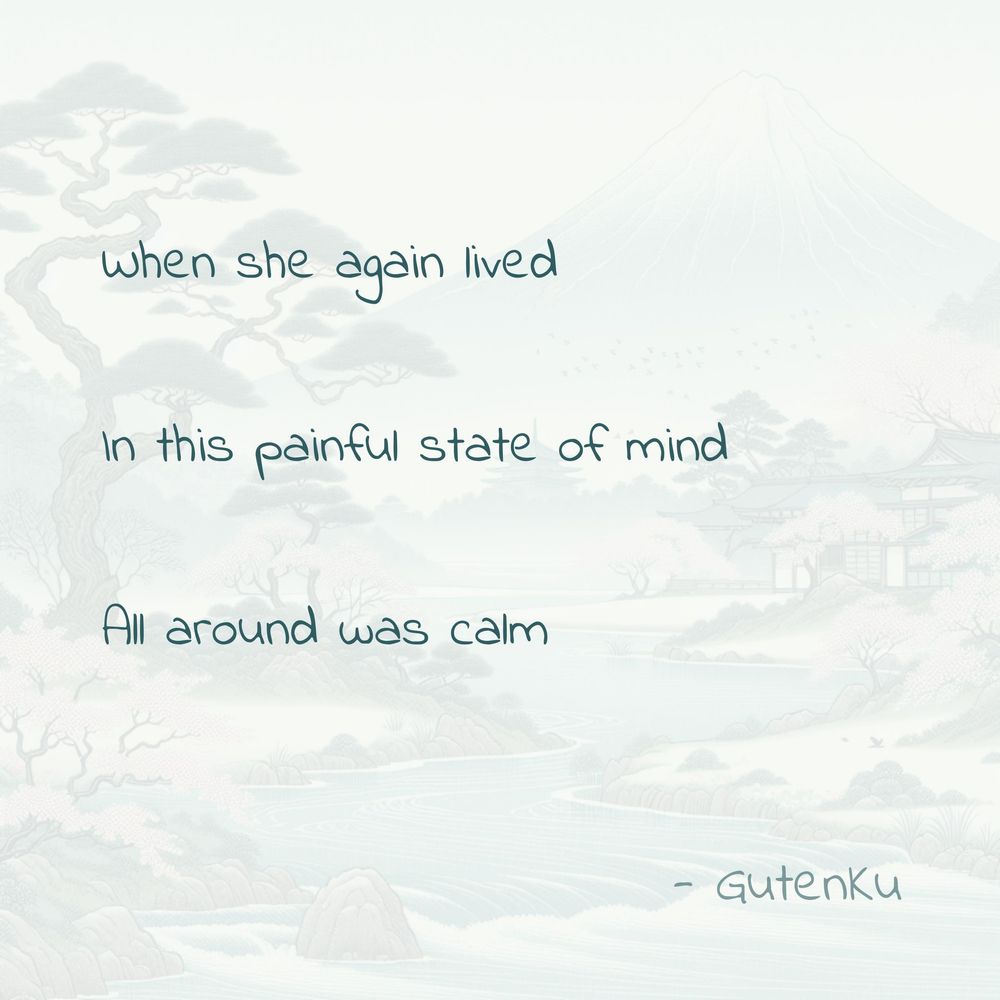 When she again lived
In this painful state of mind
All around was calm
- GutenKu